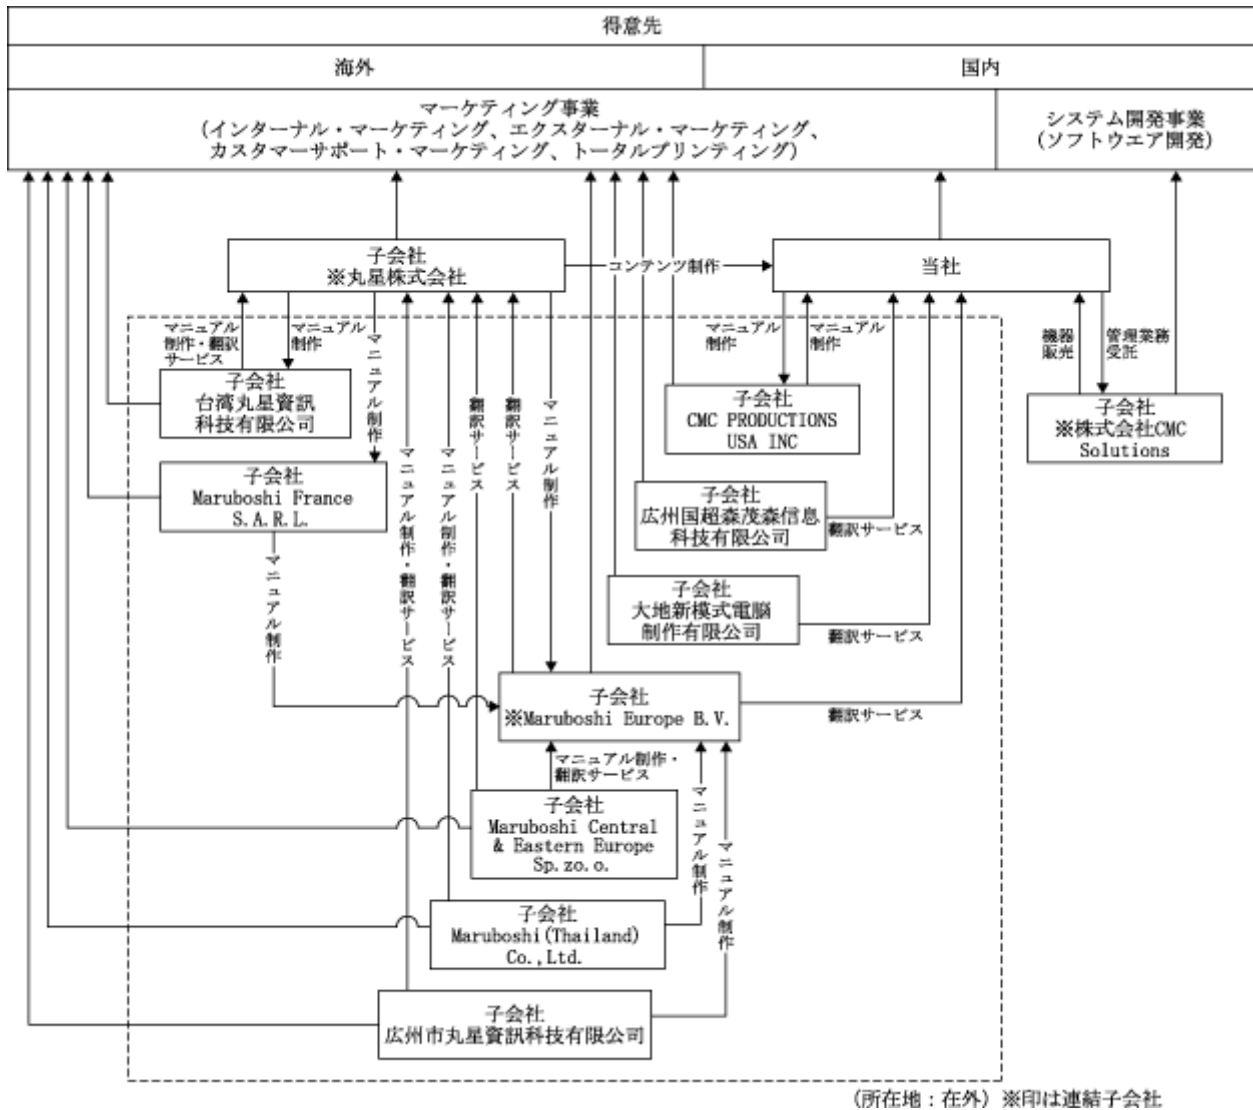 得意先
海外
国内
マーケティング事業
(インターナル・マーケティング、エクスターナル・マーケティング、
カスタマーサポート・マーケティング、トータルプリンティング)
システム開発事業
(ソフトウエア開発)
子会社
※丸星株式会社
コンテンツ制作
当社
マニュアル
制作・翻訳
サービス
マニュアル
制作
マニュアル制作
マニュアル
制作
マニュアル
制作
機器
販売
管理業務
受託
子会社
台湾丸星資訊
科技有限公司
子会社
Maruboshi France
S.A.R.L.
マニュアル制作
マニュアル制作・翻訳サービス
マニュアル制作・翻訳サービス
翻訳サービス
翻訳サービス
マニュアル制作
子会社
CMC PRODUCTIONS
USA INC
子会社
※株式会社CMC
Solutions
子会社
広州国超森茂森信息
科技有限公司
翻訳サービス
子会社
大地新模式電脳
制作有限公司
翻訳サービス
子会社
※Maruboshi Europe B.V.
翻訳サービス
マニュアル制作・
翻訳サービス
子会社
Maruboshi Central
& Eastern Europe
Sp.zo.o.
マニュアル制作
マニュアル制作
子会社
Maruboshi(Thailand)
Co.,Ltd.
子会社
広州市丸星資訊科技有限公司
(所在地：在外) ※印は連結子会社